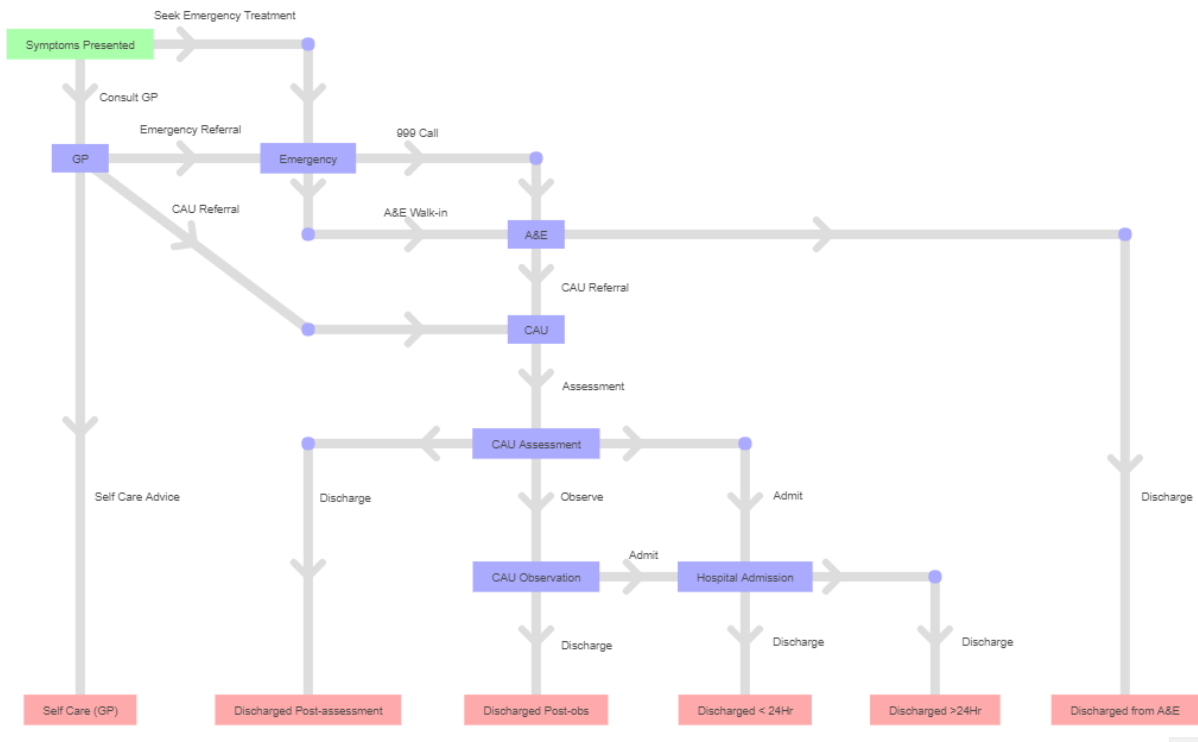 Seek Emergency Treatment
Symptoms Presented
Consult GP
Emergency Referral
999 Call
GP
Emergency
CAU Referral
A&E Walk-in
A&E
CAU Referral
CAU
Assessment
CAU Assessment
Self Care Advice
Discharge
Observe
Admit
Discharge
Admit
CAU Observation
Hospital Admission
Discharge
Discharge
Discharge
Self Care (GP)
Discharged Post-assessment
Discharged Post-obs
Discharged < 24Hr
Discharged >24Hr
Discharged from A&E